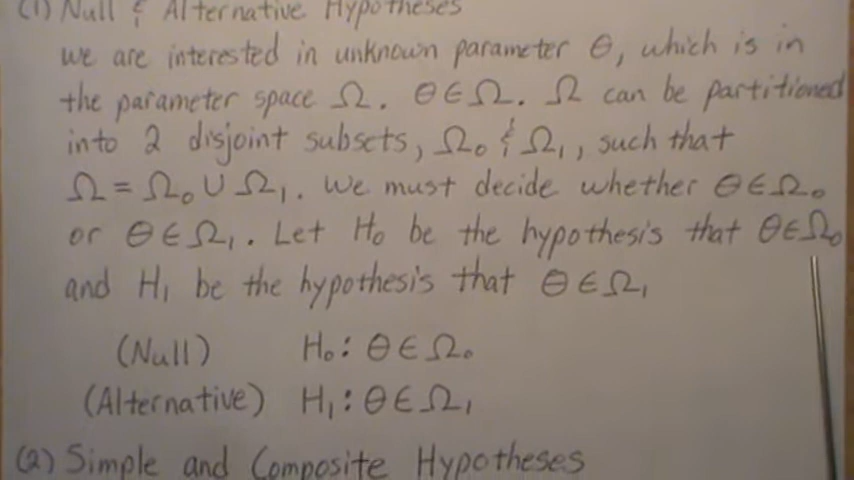 (1) Null & Alternative Hypotheses
we are interested in unknown parameter θ, which is in
the parameter space Ω. θ∈Ω. Ω can be partitioned
into 2 disjoint subsets, Ω₀ & Ω₁, such that
Ω = Ω₀ ∪ Ω₁. We must decide whether θ∈Ω₀
or θ∈Ω₁. Let H₀ be the hypothesis that θ∈Ω₀
and H₁ be the hypothesis that θ∈Ω₁
(Null) H₀: θ∈Ω₀
(Alternative) H₁: θ∈Ω₁
(2) Simple and Composite Hypotheses